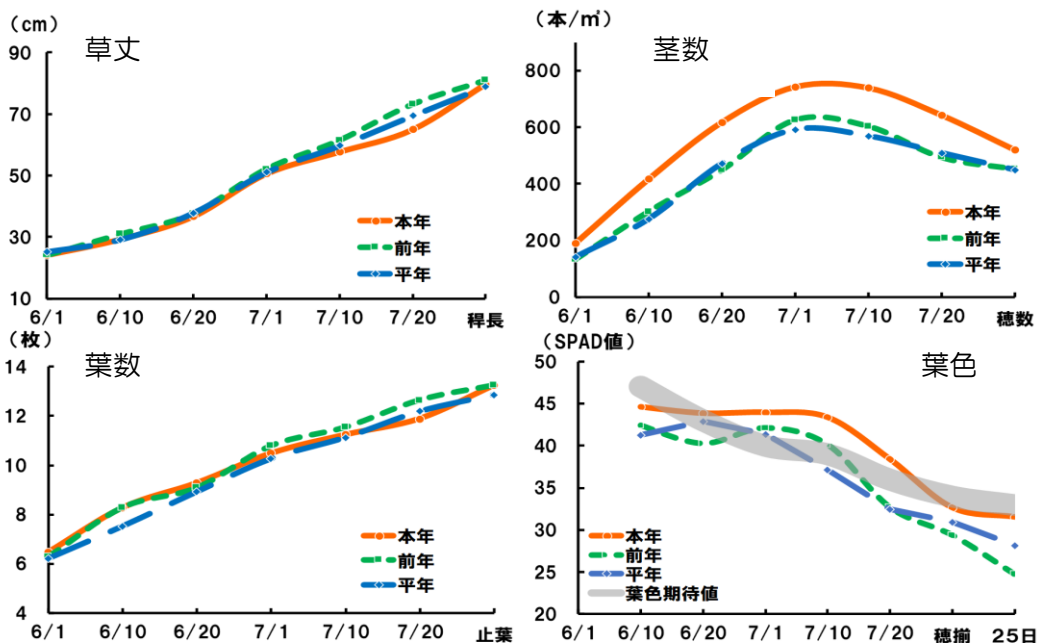 (cm)
草丈
90
70
50
30
10
本年
前年
平年
6/1 6/10 6/20 7/1 7/10 7/20 稈長
(本/㎡)
茎数
800
600
400
200
0
本年
前年
平年
6/1 6/10 6/20 7/1 7/10 7/20 穂数
(枚)
葉数
14
12
10
8
6
4
本年
前年
平年
6/1 6/10 6/20 7/1 7/10 7/20 止葉
(SPAD値)
葉色
50
45
40
35
30
25
20
本年
前年
平年
葉色期待値
6/1 6/10 6/20 7/1 7/10 7/20 穂揃 25日